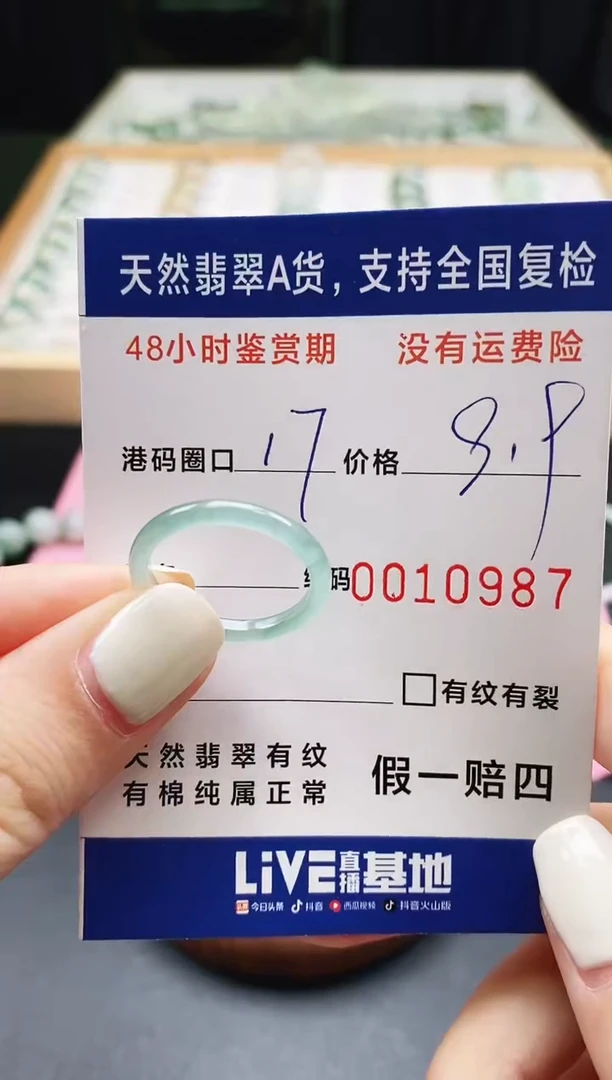 天然翡翠A货，支持全国复检
48小时鉴赏期 没有运费险
港码圈口 17 价格 9.9
码0010987
□有纹有裂
天然翡翠有纹
有棉纯属正常 假一赔四
LiVE直播基地
今日头条 抖音 西瓜视频 抖音火山版